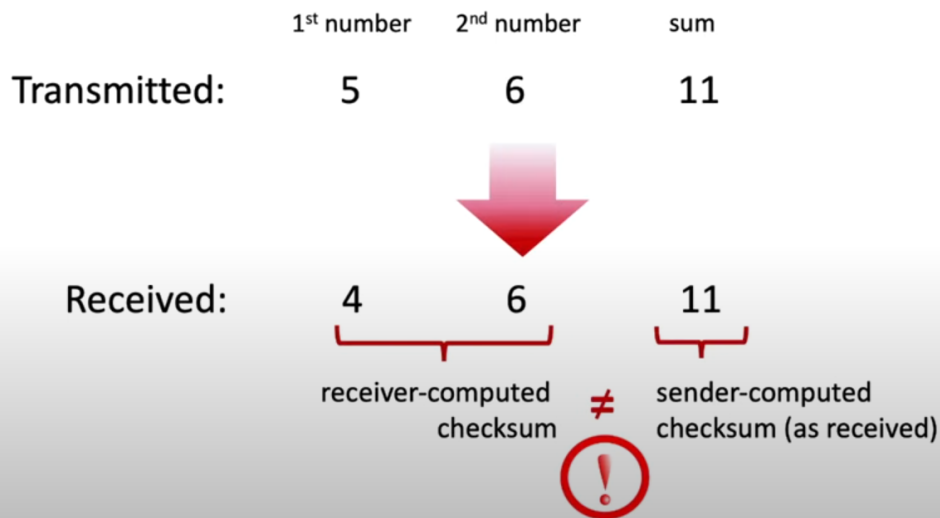 1st number 2nd number sum
Transmitted: 5 6 11
Received: 4 6 11
receiver-computed checksum
≠
sender-computed checksum (as received)
!